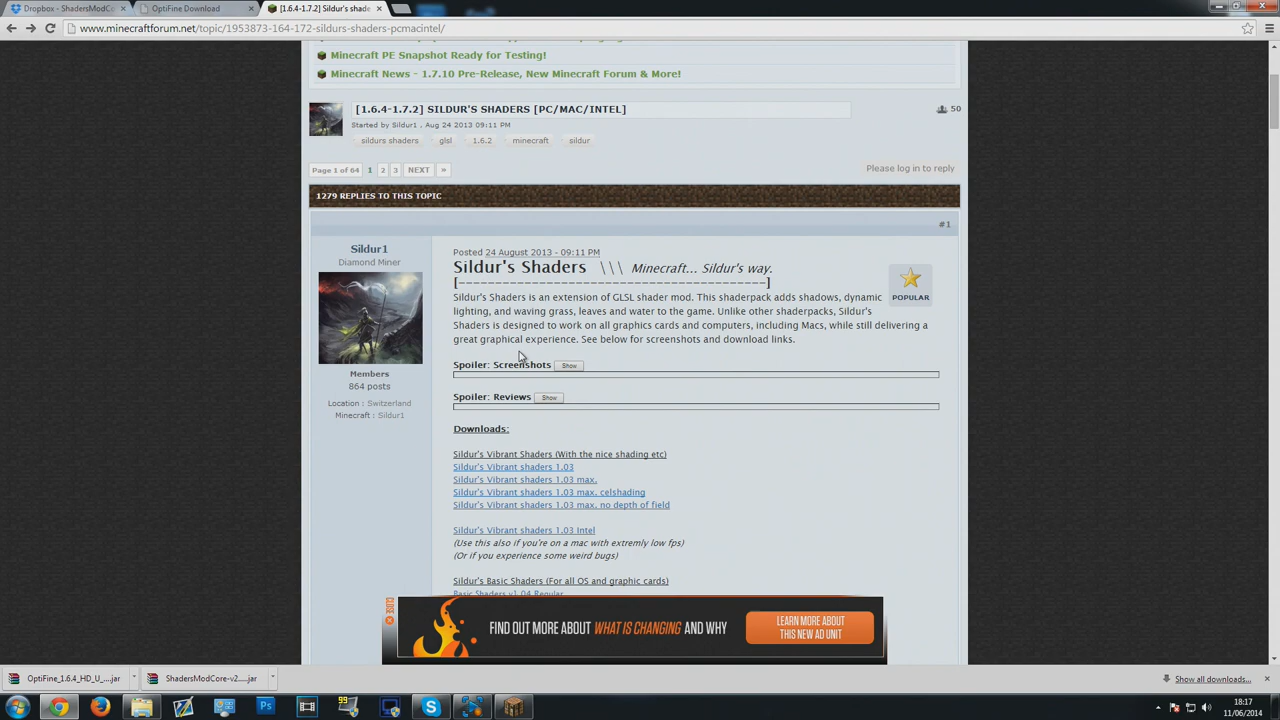 Dropbox - ShadersModCo
OptiFine Download
[1.6.4-1.7.2] Sildur's shade
www.minecraftforum.net/topic/1953873-164-172-sildurs-shaders-pcmacintel/
Minecraft PE Snapshot Ready for Testing!
Minecraft News - 1.7.10 Pre-Release, New Minecraft Forum & More!
[1.6.4-1.7.2] SILDUR'S SHADERS [PC/MAC/INTEL]
50
Started by Sildur1 , Aug 24 2013 09:11 PM
sildurs shaders glsl 1.6.2 minecraft sildur
Page 1 of 64 1 2 3 NEXT »
Please log in to reply
1279 REPLIES TO THIS TOPIC
#1
Sildur1
Diamond Miner
Members
864 posts
Location : Switzerland
Minecraft : Sildur1
Posted 24 August 2013 - 09:11 PM
Sildur's Shaders \\\ Minecraft... Sildur's way.
[~~~~~~~~~~~~~~~~~~~~~~~~~~~~~~~~~~~~~~~~]
POPULAR
Sildur's Shaders is an extension of GLSL shader mod. This shaderpack adds shadows, dynamic
lighting, and waving grass, leaves and water to the game. Unlike other shaderpacks, Sildur's
Shaders is designed to work on all graphics cards and computers, including Macs, while still delivering a
great graphical experience. See below for screenshots and download links.
Spoiler: Screenshots Show
Spoiler: Reviews Show
Downloads:
Sildur's Vibrant Shaders (With the nice shading etc)
Sildur's Vibrant shaders 1.03
Sildur's Vibrant shaders 1.03 max.
Sildur's Vibrant shaders 1.03 max. celshading
Sildur's Vibrant shaders 1.03 max. no depth of field
Sildur's Vibrant shaders 1.03 Intel
(Use this also if you're on a mac with extremly low fps)
(Or if you experience some weird bugs)
Sildur's Basic Shaders (For all OS and graphic cards)
Basic Shaders v1.04 Regular
CLOSE
FIND OUT MORE ABOUT WHAT IS CHANGING AND WHY
LEARN MORE ABOUT
THIS NEW AD UNIT
OptiFine_1.6.4_HD_U_....jar
ShadersModCore-v2.....jar
Show all downloads...
99
18:17
11/06/2014